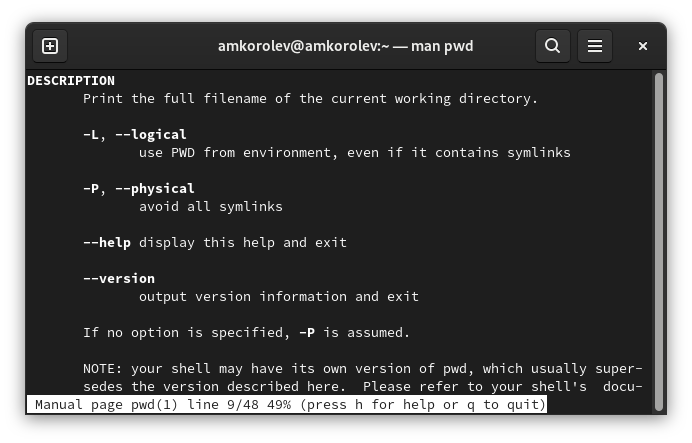 amkorolev@amkorolev:~ — man pwd
DESCRIPTION
Print the full filename of the current working directory.
-L, --logical
use PWD from environment, even if it contains symlinks
-P, --physical
avoid all symlinks
--help display this help and exit
--version
output version information and exit
If no option is specified, -P is assumed.
NOTE: your shell may have its own version of pwd, which usually super-
sedes the version described here.  Please refer to your shell's  docu-
Manual page pwd(1) line 9/48 49% (press h for help or q to quit)